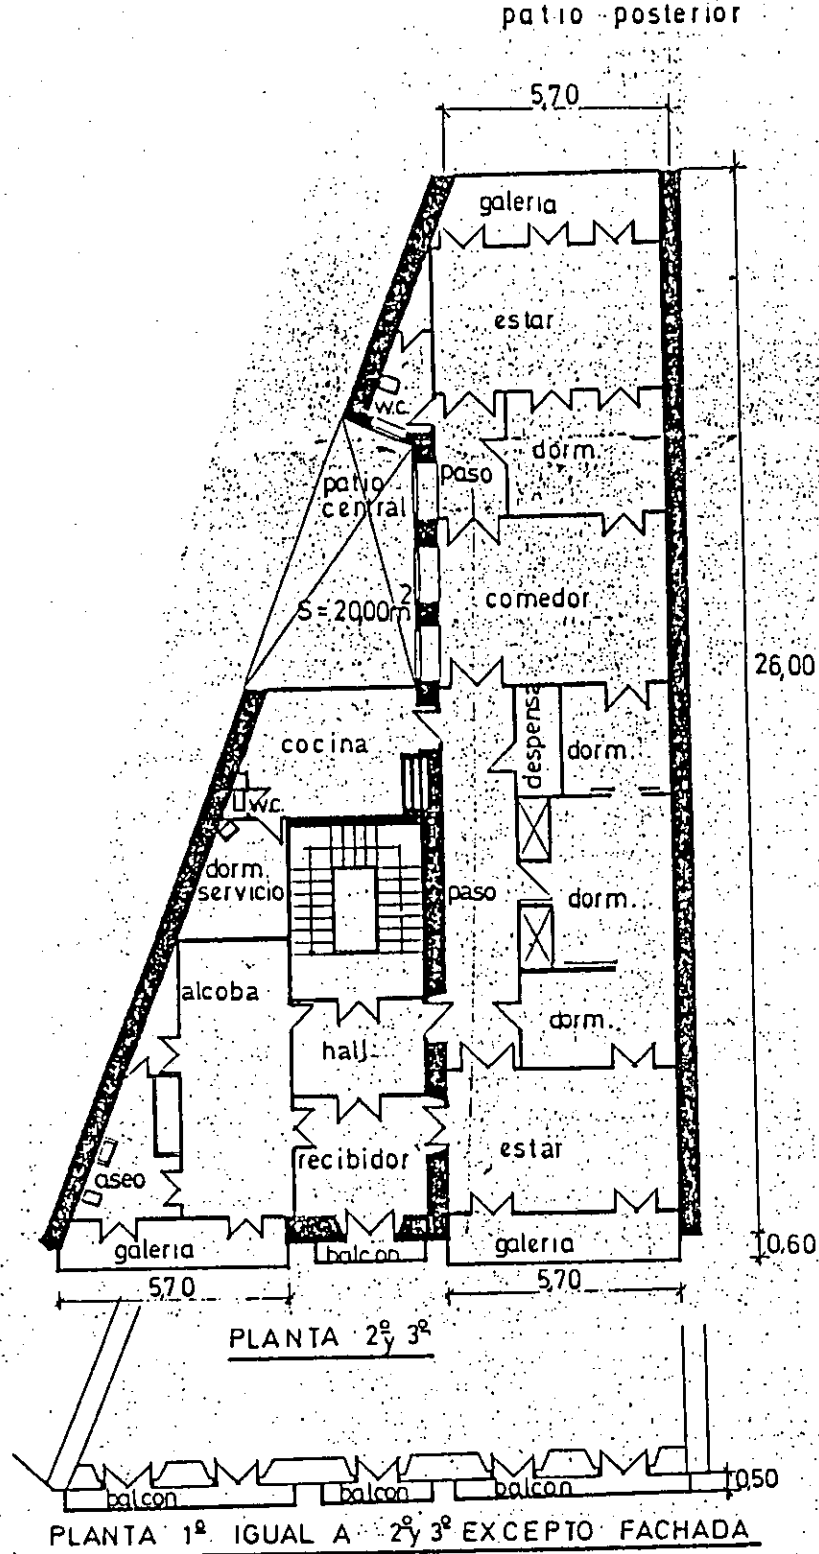 patio posterior
5,70
galeria
estar
w.c.
dorm.
paso
patio
central
S=20,00m²
comedor
26,00
despensa
cocina
dorm.
w.c.
dorm.
servicio
paso
dorm.
alcoba
dorm.
hall
estar
recibidor
aseo
galeria
balcon
galeria
0,60
5,70
5,70
PLANTA 2º y 3º
0,50
balcon
balcon
balcon
PLANTA 1º IGUAL A 2º y 3º EXCEPTO FACHADA